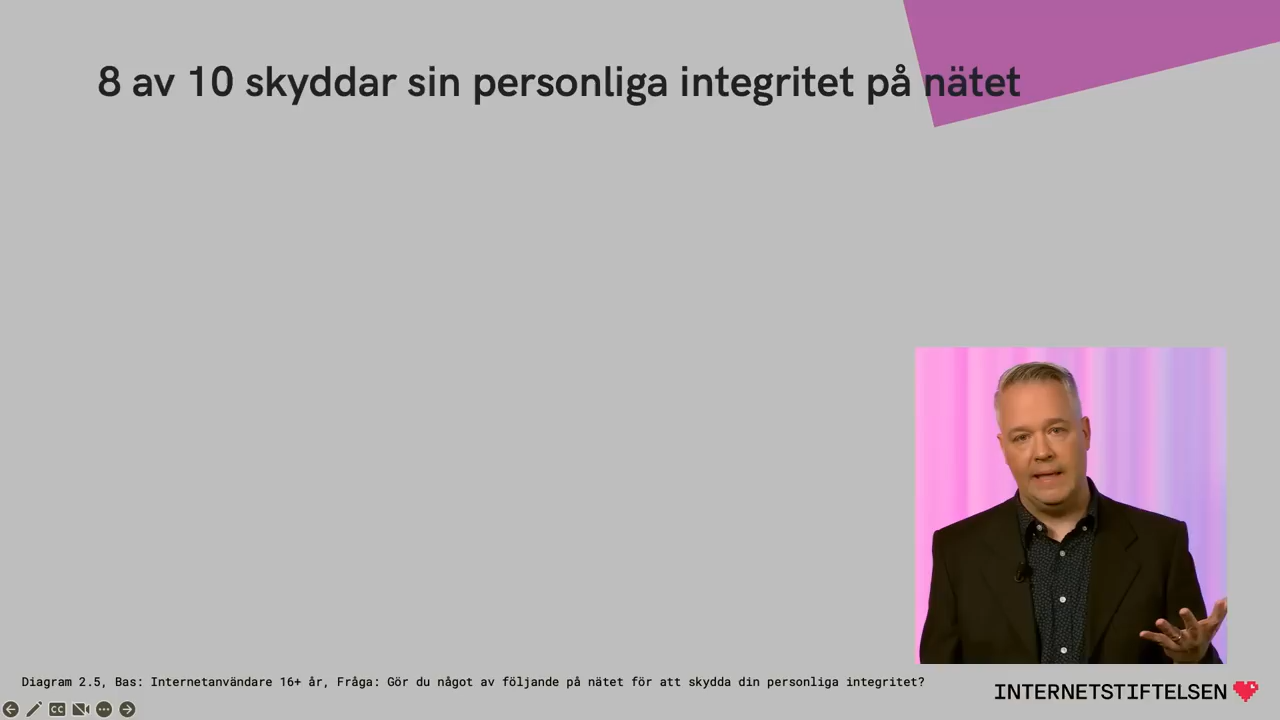 8 av 10 skyddar sin personliga integritet på nätet
Diagram 2.5, Bas: Internetanvändare 16+ år, Fråga: Gör du något av följande på nätet för att skydda din personliga integritet?
INTERNETSTIFTELSEN
CC